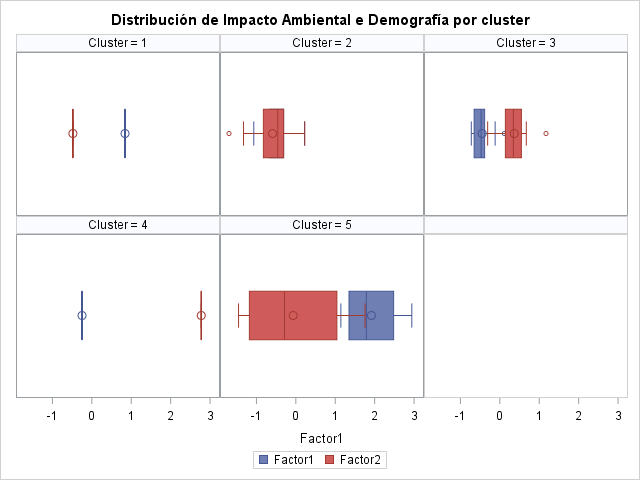 Distribución de Impacto Ambiental e Demografía por cluster
Cluster = 1 Cluster = 2 Cluster = 3
Cluster = 4 Cluster = 5
-1 0 1 2 3 -1 0 1 2 3 -1 0 1 2 3
Factor1
Factor1 Factor2